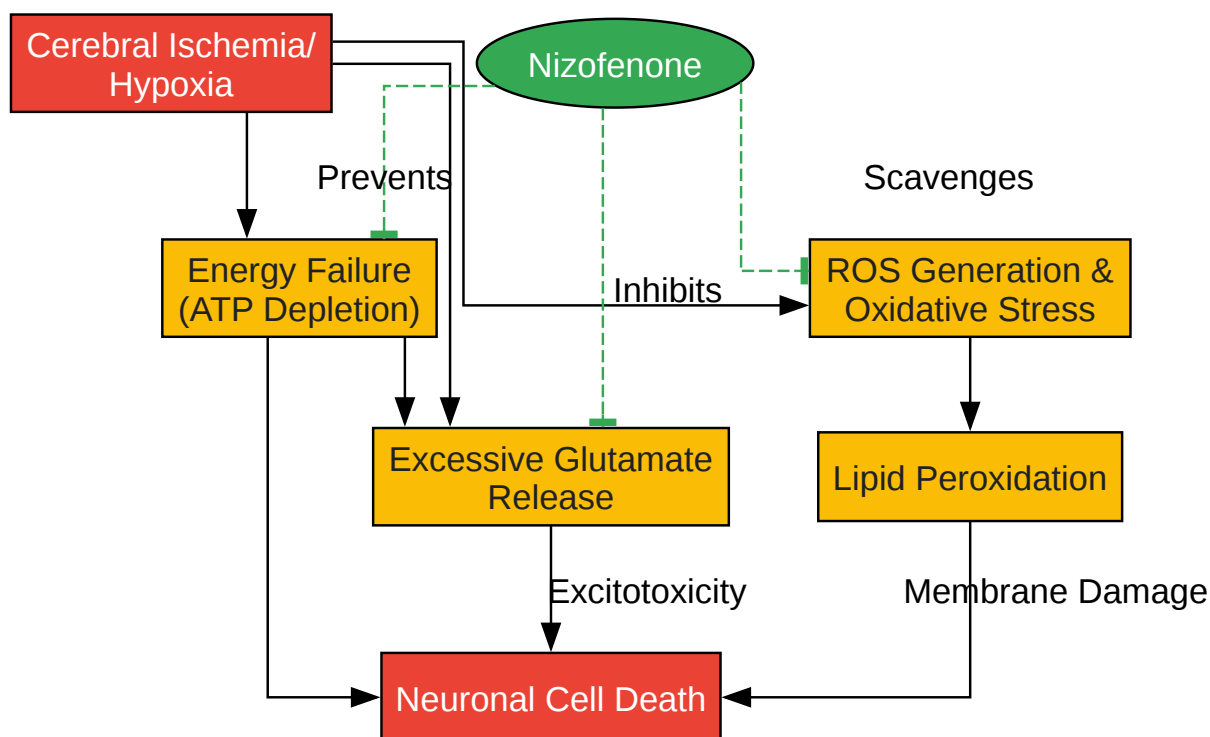 Cerebral Ischemia/
Hypoxia
Nizofenone
Prevents
Scavenges
Energy Failure
(ATP Depletion)
Inhibits
ROS Generation &
Oxidative Stress
Excessive Glutamate
Release
Lipid Peroxidation
Excitotoxicity
Membrane Damage
Neuronal Cell Death